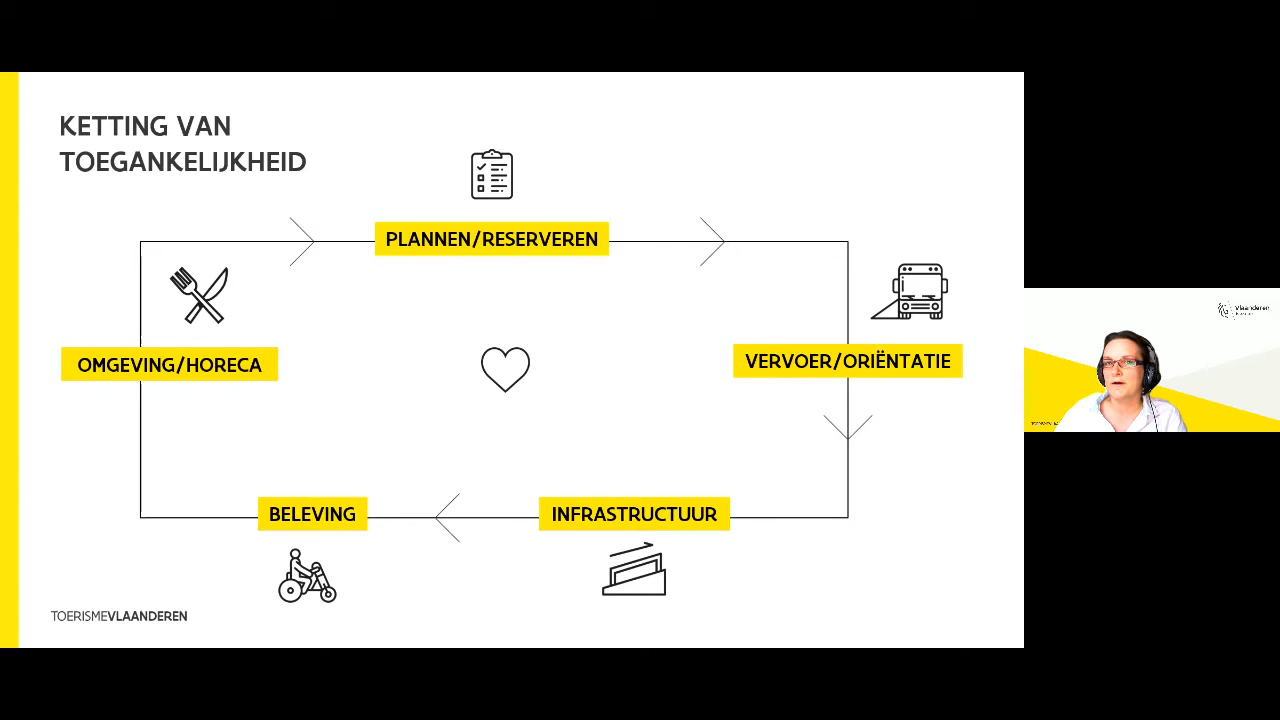 KETTING VAN
TOEGANKELIJKHEID
PLANNEN/RESERVEREN
OMGEVING/HORECA
VERVOER/ORIËNTATIE
BELEVING
INFRASTRUCTUUR
TOERISMEVLAANDEREN
Vlaanderen